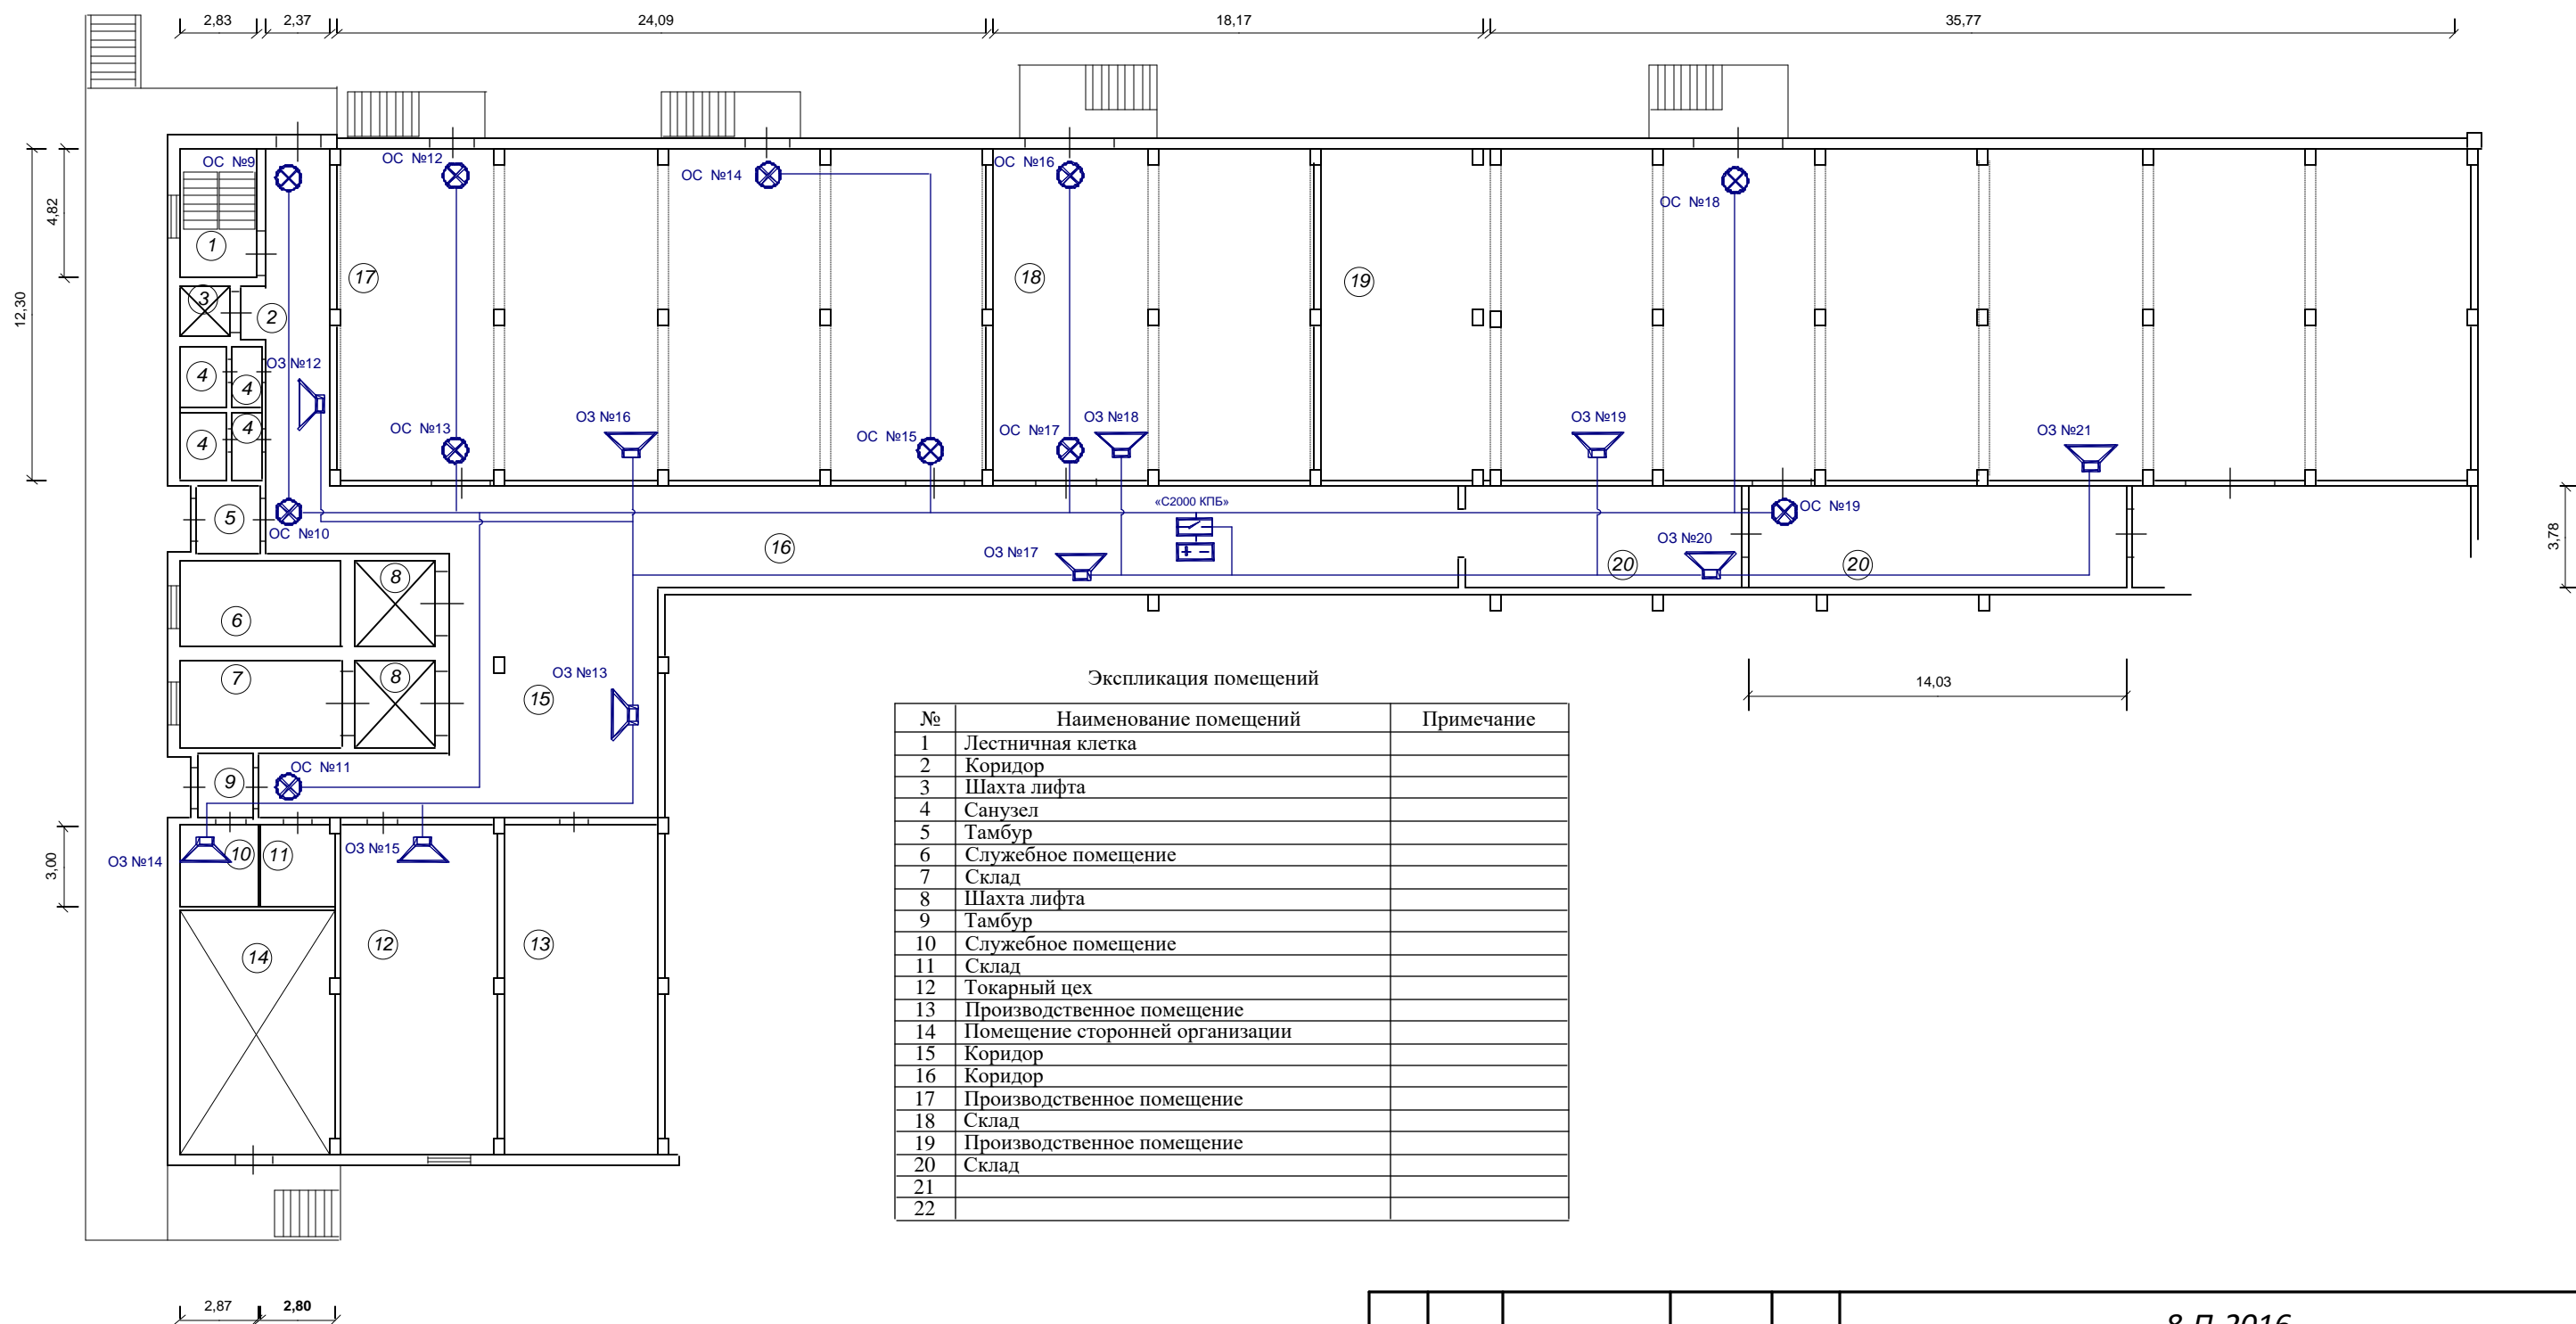 2,83 2,37 24,09 18,17 35,77
ОС №9 ОС №12 ОС №14 ОС №16 ОС №18
4,82
12,30
1 17 18 19
3 2
ОЗ №12
4 4
4 4
ОС №13 ОЗ №16 ОС №15 ОС №17 ОЗ №18 ОЗ №19 ОЗ №21
«С2000 КПБ»
5 ОС №10 ОС №19
16 ОЗ №17 ОЗ №20 20 20
3,78
8
6
7 8 ОЗ №13 15
14,03
9 ОС №11
3,00
ОЗ №14 10 11 ОЗ №15
14 12 13
Экспликация помещений
№ Наименование помещений Примечание
1 Лестничная клетка
2 Коридор
3 Шахта лифта
4 Санузел
5 Тамбур
6 Служебное помещение
7 Склад
8 Шахта лифта
9 Тамбур
10 Служебное помещение
11 Склад
12 Токарный цех
13 Производственное помещение
14 Помещение сторонней организации
15 Коридор
16 Коридор
17 Производственное помещение
18 Склад
19 Производственное помещение
20 Склад
21
22
2,87 2,80
8-П-2016